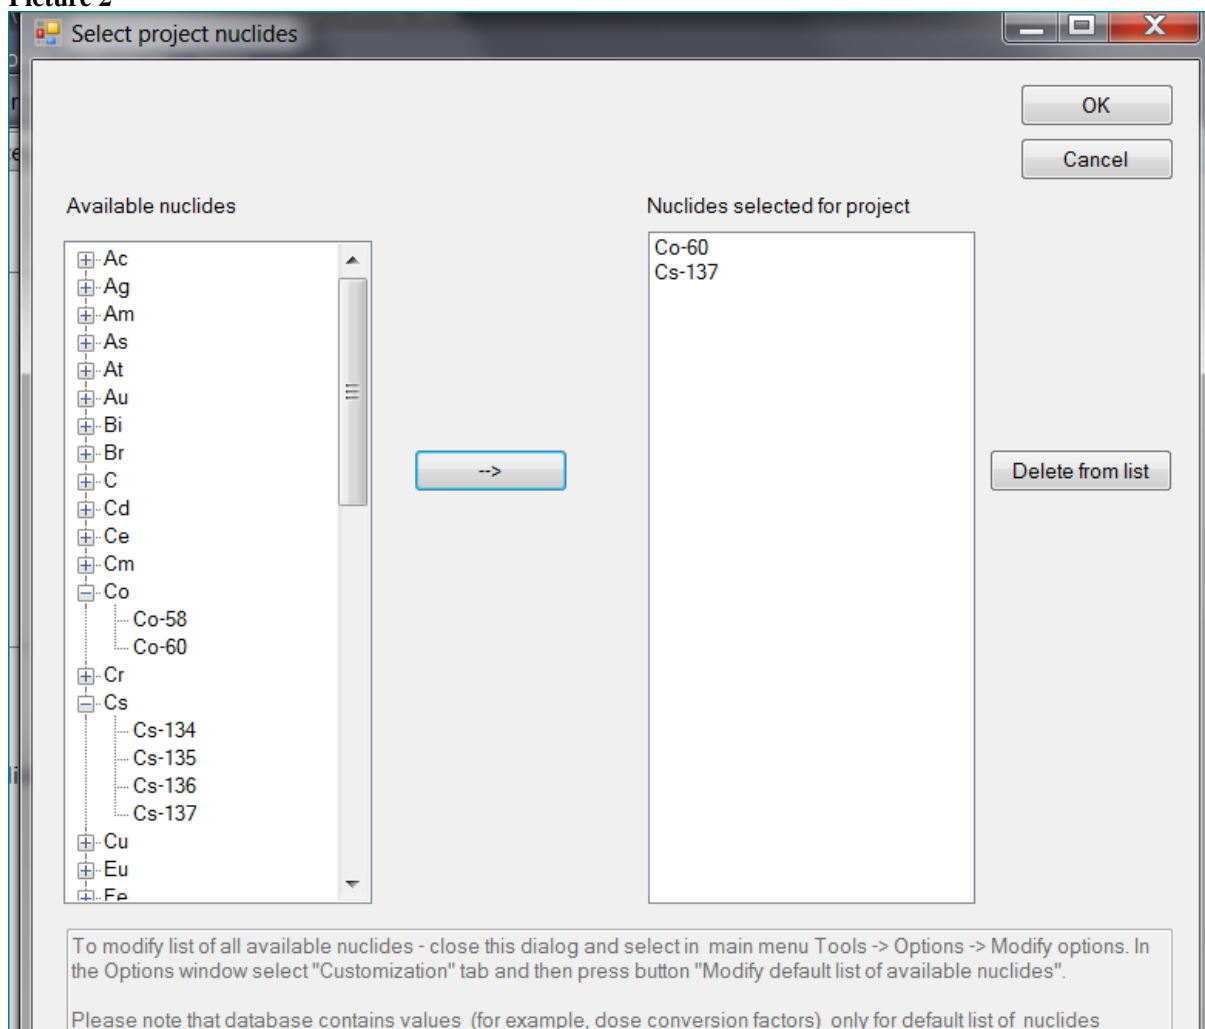 Picture 2
Select project nuclides
OK
Cancel
Available nuclides
Nuclides selected for project
Ac
Ag
Am
As
At
Au
Bi
Br
C
Cd
Ce
Cm
Co
Co-58
Co-60
Cr
Cs
Cs-134
Cs-135
Cs-136
Cs-137
Cu
Eu
Fe
-->
Co-60
Cs-137
Delete from list
To modify list of all available nuclides - close this dialog and select in main menu Tools -> Options -> Modify options. In
the Options window select "Customization" tab and then press button "Modify default list of available nuclides".
Please note that database contains values (for example, dose conversion factors) only for default list of nuclides